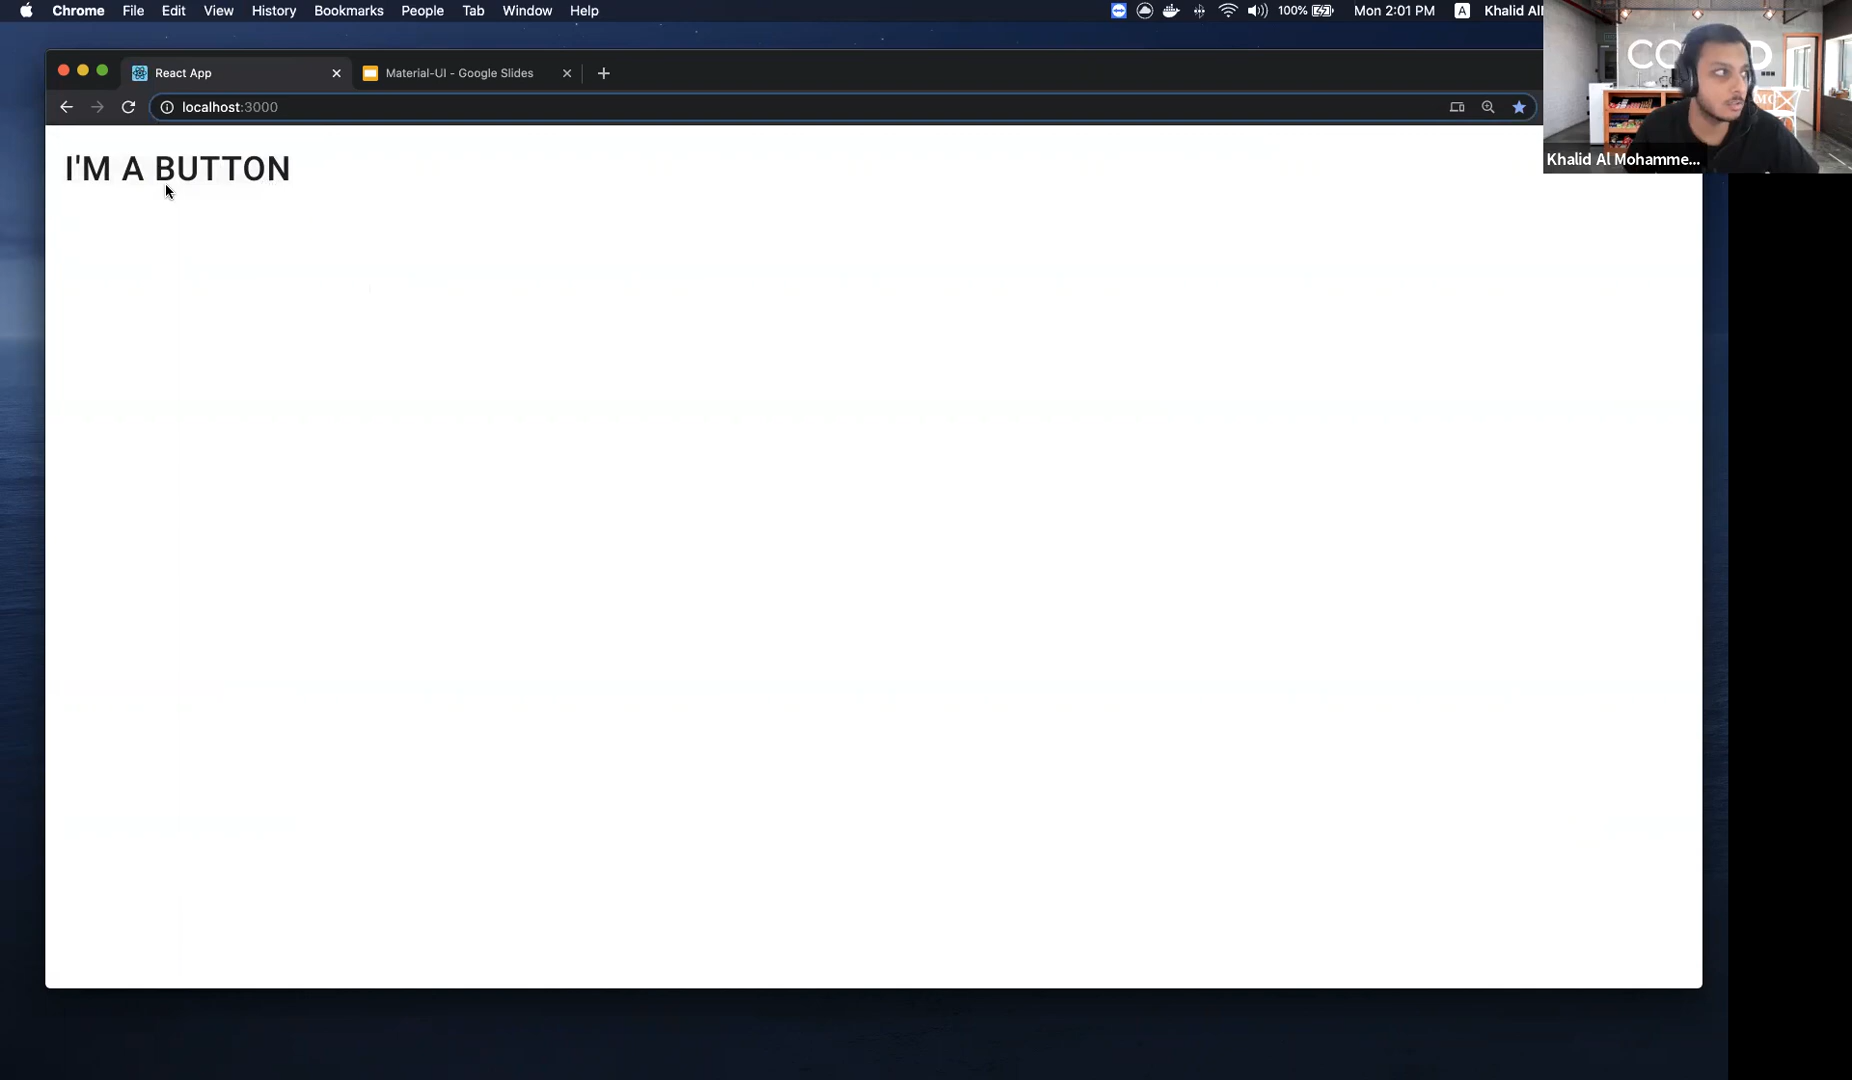 Chrome File Edit View History Bookmarks People Tab Window Help
100% Mon 2:01 PM A Khalid Al
React App
Material-UI - Google Slides
localhost:3000
I'M A BUTTON
Khalid Al Mohamme...